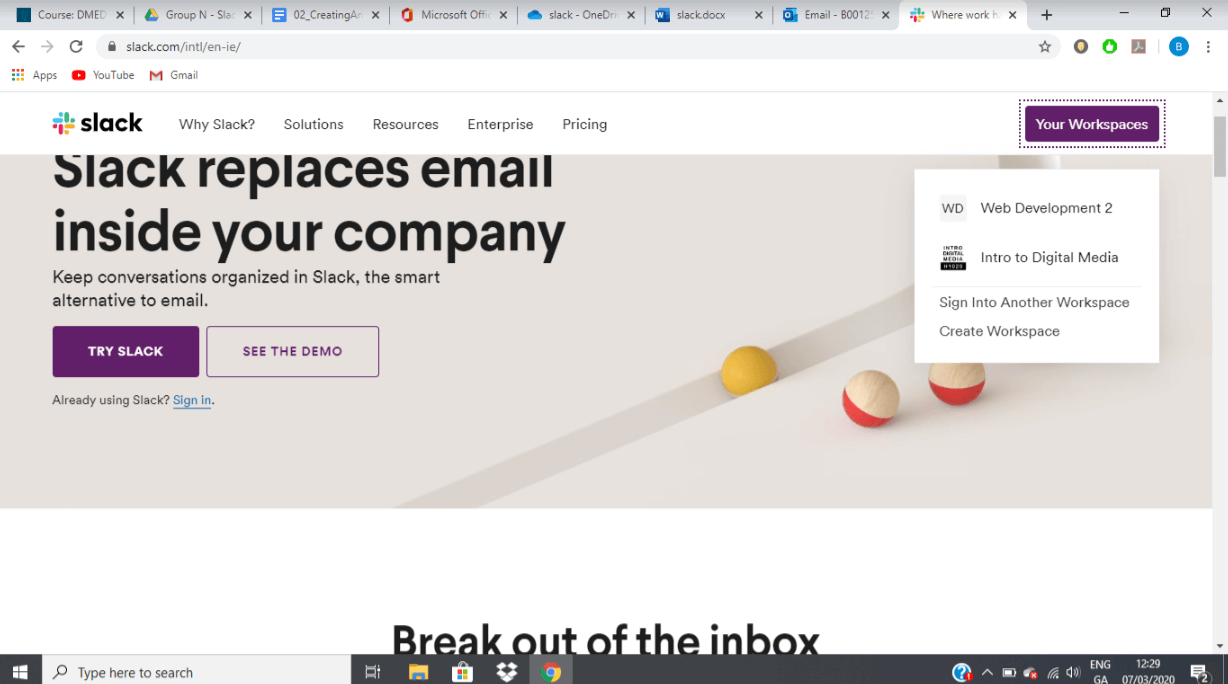 Course: DMED
Group N - Slac
02_CreatingAn
Microsoft Offic
slack - OneDri
slack.docx
Email - B00125
Where work h
slack.com/intl/en-ie/
B
Apps
YouTube
Gmail
slack
Why Slack?
Solutions
Resources
Enterprise
Pricing
Your Workspaces
Slack replaces email
inside your company
Keep conversations organized in Slack, the smart
alternative to email.
TRY SLACK
SEE THE DEMO
Already using Slack? Sign in.
WD
Web Development 2
INTRO
DIGITAL
MEDIA
H1020
Intro to Digital Media
Sign Into Another Workspace
Create Workspace
Break out of the inbox
Type here to search
ENG
GA
12:29
07/03/2020
2